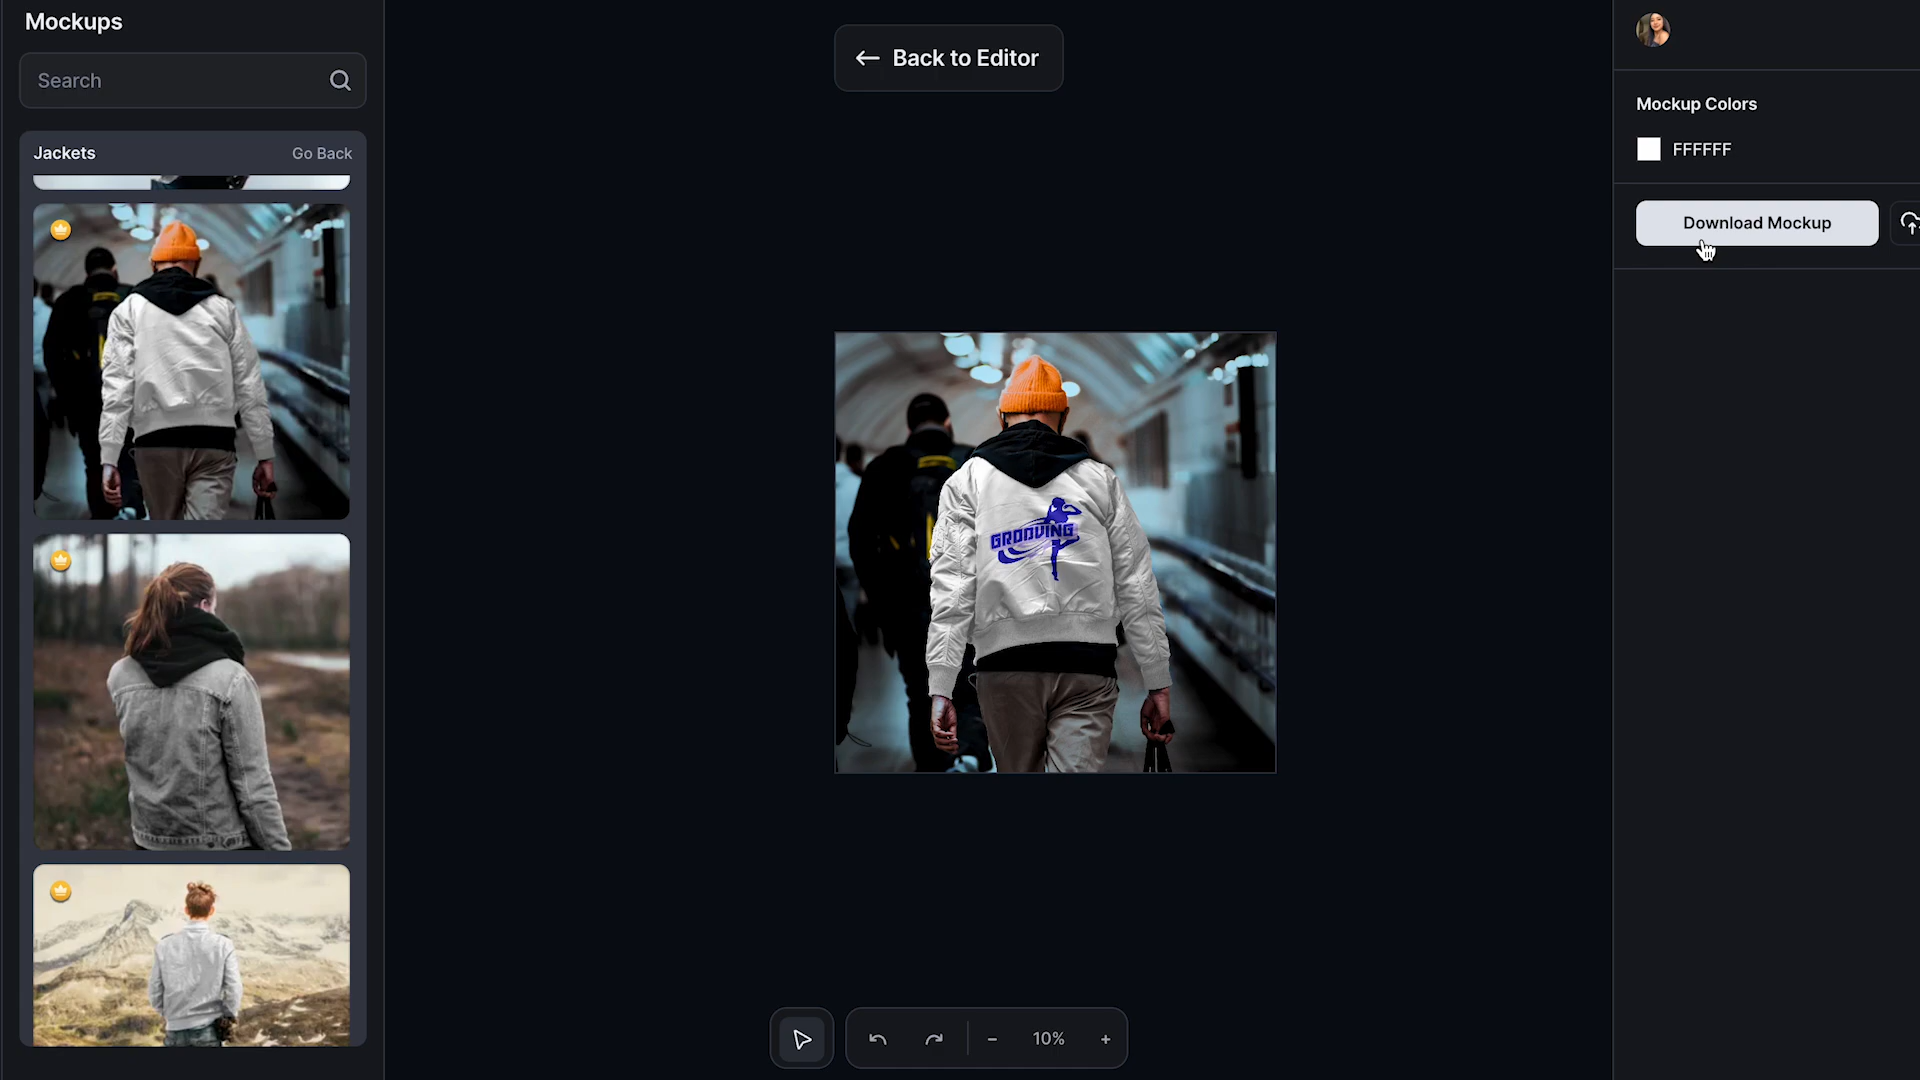 Mockups
Search
Jackets
Go Back
Back to Editor
GROOVING
10%
Mockup Colors
FFFFFF
Download Mockup